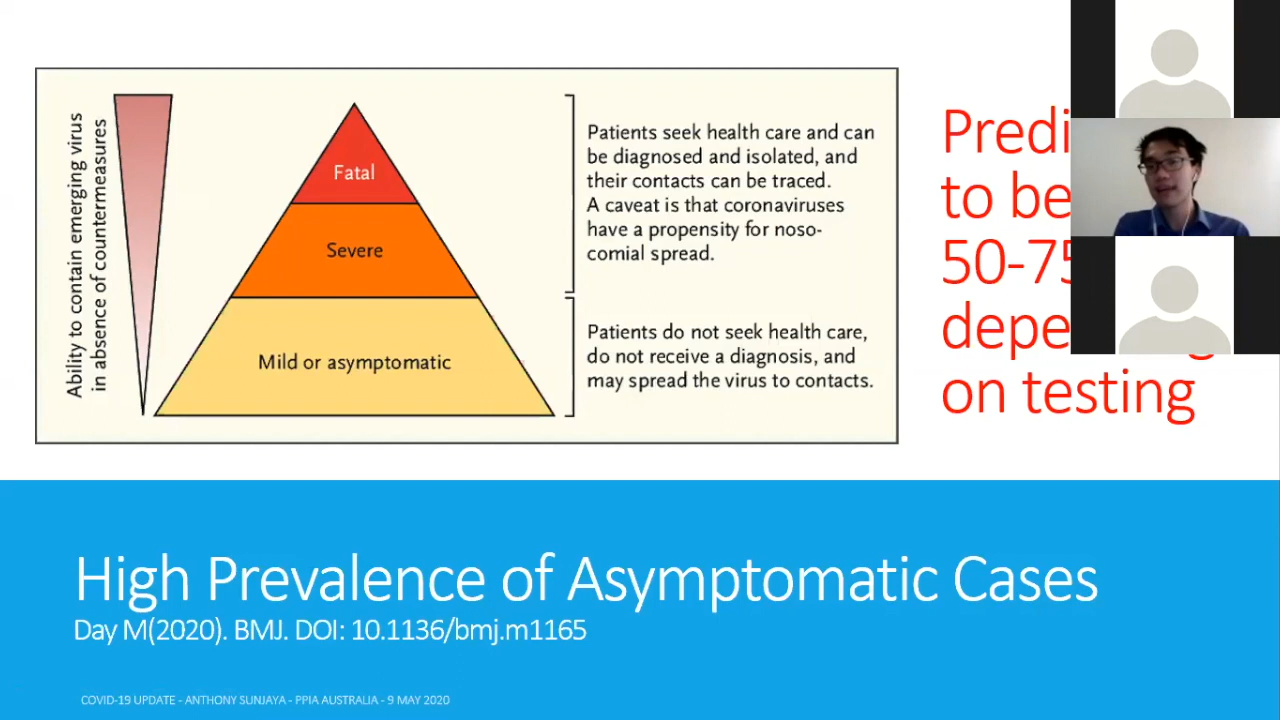 Ability to contain emerging virus
in absence of countermeasures
Fatal
Severe
Mild or asymptomatic
Patients seek health care and can
be diagnosed and isolated, and
their contacts can be traced.
A caveat is that coronaviruses
have a propensity for noso-
comial spread.
Patients do not seek health care,
do not receive a diagnosis, and
may spread the virus to contacts.
to be
on testing
High Prevalence of Asymptomatic Cases
Day M(2020). BMJ. DOI: 10.1136/bmj.m1165
COVID-19 UPDATE - ANTHONY SUNJAYA - PPIA AUSTRALIA - 9 MAY 2020